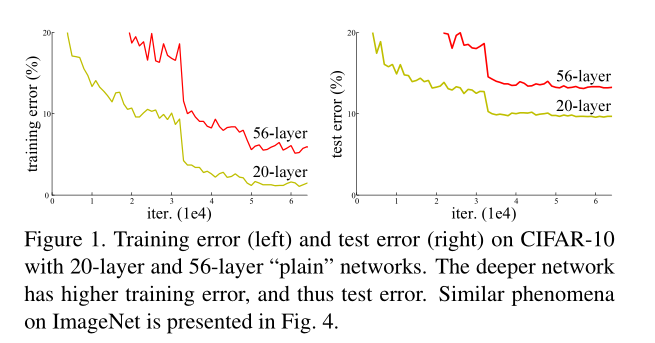 20
10
0
training error (%)
56-layer
20-layer
0 1 2 3 4 5 6
iter. (1e4)
20
10
0
test error (%)
56-layer
20-layer
0 1 2 3 4 5 6
iter. (1e4)
Figure 1. Training error (left) and test error (right) on CIFAR-10
with 20-layer and 56-layer “plain” networks. The deeper network
has higher training error, and thus test error. Similar phenomena
on ImageNet is presented in Fig. 4.